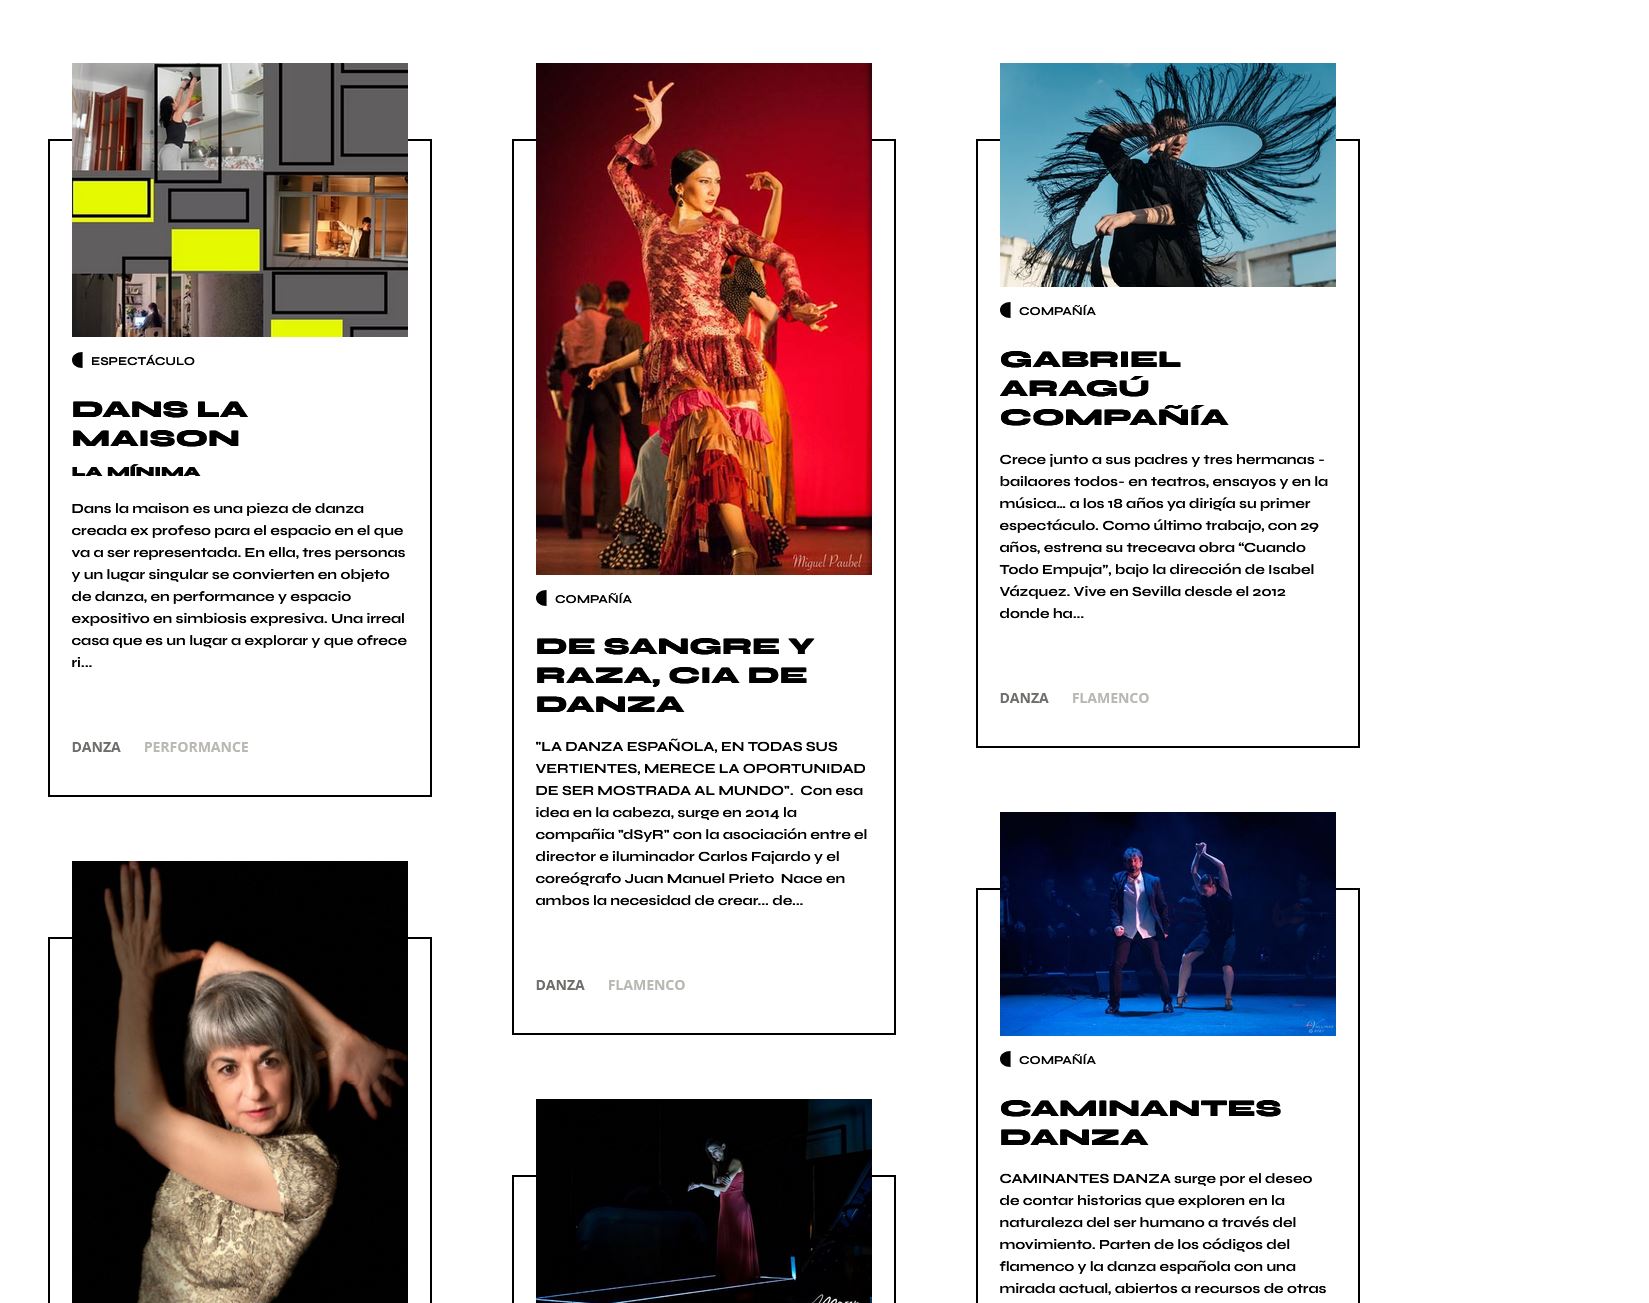 ESPECTÁCULO
DANS LA
MAISON
LA MÍNIMA
Dans la maison es una pieza de danza
creada ex profeso para el espacio en el que
va a ser representada. En ella, tres personas
y un lugar singular se convierten en objeto
de danza, en performance y espacio
expositivo en simbiosis expresiva. Una irreal
casa que es un lugar a explorar y que ofrece
ri...
DANZA PERFORMANCE
Miguel Paubel
COMPAÑÍA
DE SANGRE Y
RAZA, CIA DE
DANZA
"LA DANZA ESPAÑOLA, EN TODAS SUS
VERTIENTES, MERECE LA OPORTUNIDAD
DE SER MOSTRADA AL MUNDO".  Con esa
idea en la cabeza, surge en 2014 la
compañia "dSyR" con la asociación entre el
director e iluminador Carlos Fajardo y el
coreógrafo Juan Manuel Prieto  Nace en
ambos la necesidad de crear... de...
DANZA FLAMENCO
COMPAÑÍA
GABRIEL
ARAGÚ
COMPAÑÍA
Crece junto a sus padres y tres hermanas -
bailaores todos- en teatros, ensayos y en la
música… a los 18 años ya dirigía su primer
espectáculo. Como último trabajo, con 29
años, estrena su treceava obra “Cuando
Todo Empuja”, bajo la dirección de Isabel
Vázquez. Vive en Sevilla desde el 2012
donde ha...
DANZA FLAMENCO
COMPAÑÍA
CAMINANTES
DANZA
CAMINANTES DANZA surge por el deseo
de contar historias que exploren en la
naturaleza del ser humano a través del
movimiento. Parten de los códigos del
flamenco y la danza española con una
mirada actual, abiertos a recursos de otras